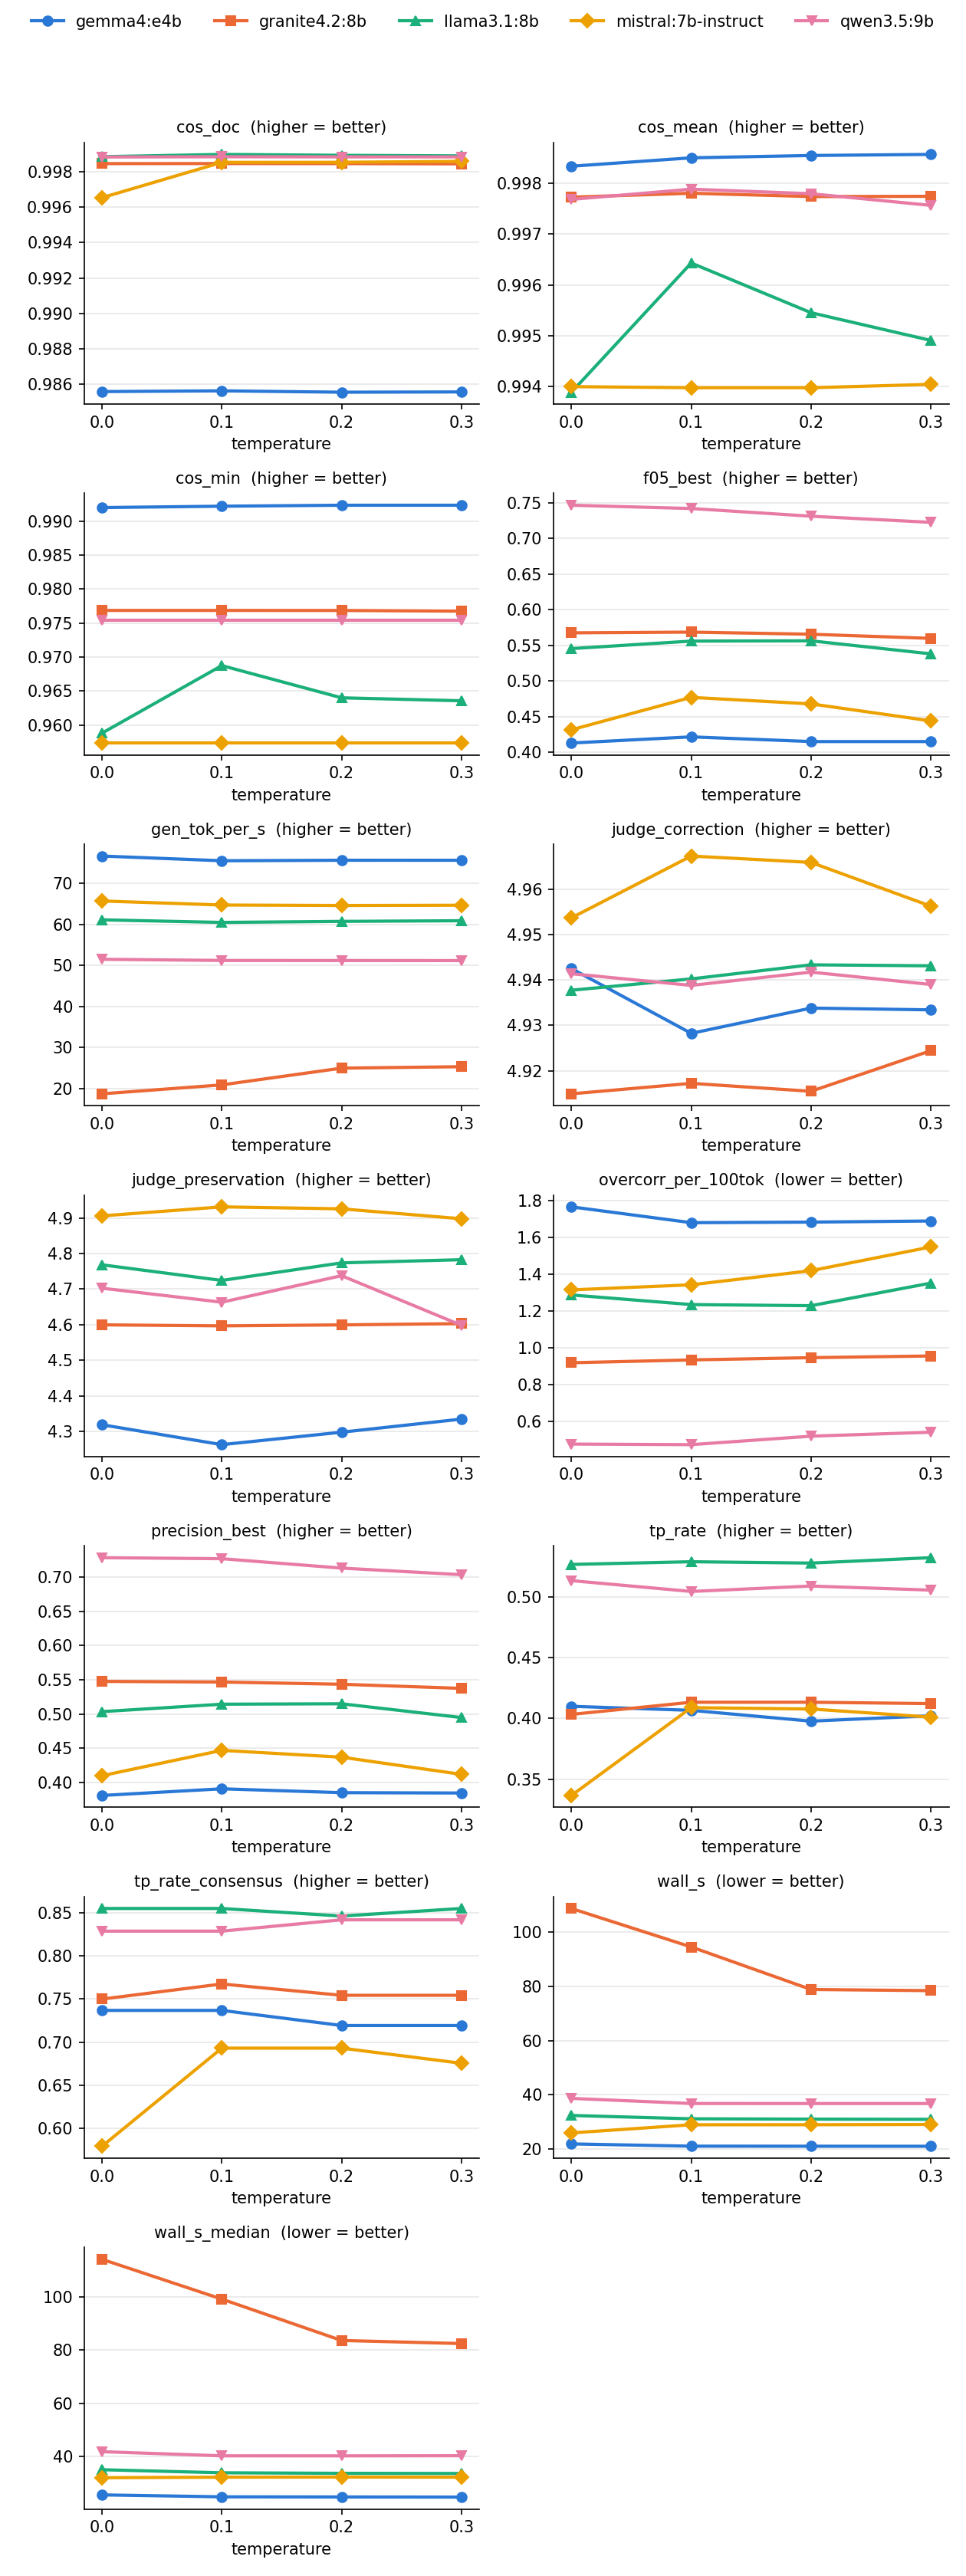 gemma4:e4b granite4.2:8b llama3.1:8b mistral:7b-instruct qwen3.5:9b
cos_doc (higher = better)
0.998
0.996
0.994
0.992
0.990
0.988
0.986
0.0 0.1 0.2 0.3
temperature
cos_mean (higher = better)
0.998
0.997
0.996
0.995
0.994
0.0 0.1 0.2 0.3
temperature
cos_min (higher = better)
0.990
0.985
0.980
0.975
0.970
0.965
0.960
0.0 0.1 0.2 0.3
temperature
f05_best (higher = better)
0.75
0.70
0.65
0.60
0.55
0.50
0.45
0.40
0.0 0.1 0.2 0.3
temperature
gen_tok_per_s (higher = better)
70
60
50
40
30
20
0.0 0.1 0.2 0.3
temperature
judge_correction (higher = better)
4.96
4.95
4.94
4.93
4.92
0.0 0.1 0.2 0.3
temperature
judge_preservation (higher = better)
4.9
4.8
4.7
4.6
4.5
4.4
4.3
0.0 0.1 0.2 0.3
temperature
overcorr_per_100tok (lower = better)
1.8
1.6
1.4
1.2
1.0
0.8
0.6
0.0 0.1 0.2 0.3
temperature
precision_best (higher = better)
0.70
0.65
0.60
0.55
0.50
0.45
0.40
0.0 0.1 0.2 0.3
temperature
tp_rate (higher = better)
0.50
0.45
0.40
0.35
0.0 0.1 0.2 0.3
temperature
tp_rate_consensus (higher = better)
0.85
0.80
0.75
0.70
0.65
0.60
0.0 0.1 0.2 0.3
temperature
wall_s (lower = better)
100
80
60
40
20
0.0 0.1 0.2 0.3
temperature
wall_s_median (lower = better)
100
80
60
40
0.0 0.1 0.2 0.3
temperature